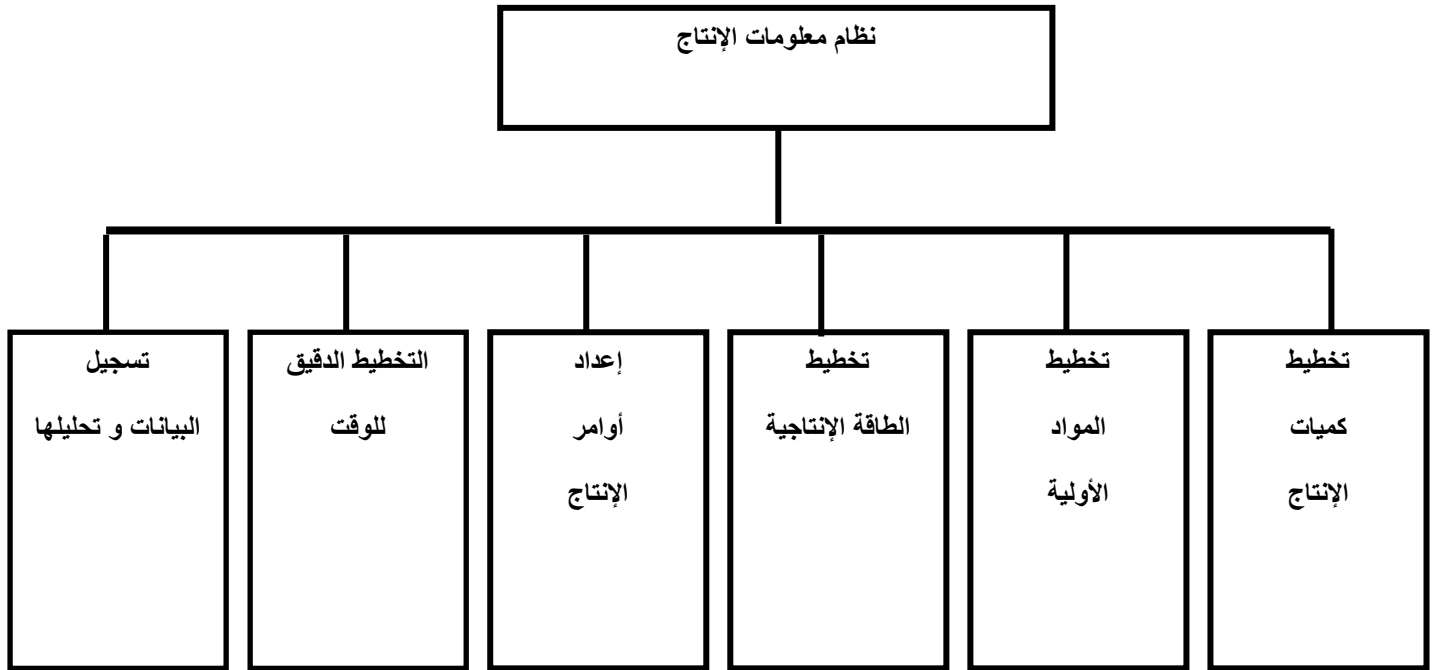 نظام معلومات الإنتاج
تخطيط
كميات
الإنتاج
تخطيط
المواد
الأولية
تخطيط
الطاقة الإنتاجية
إعداد
أوامر
الإنتاج
التخطيط الدقيق
للوقت
تسجيل
البيانات و تحليلها